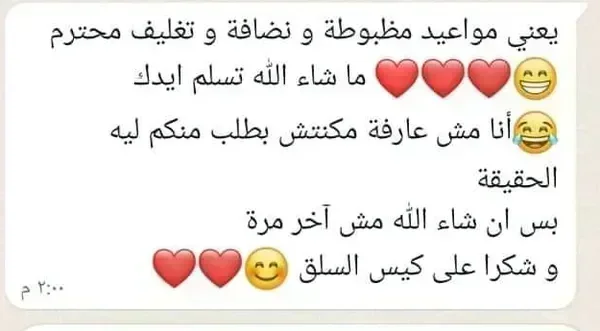 يعني مواعيد مظبوطة و نضافة و تغليف محترم
😁❤️❤️❤️ ما شاء الله تسلم ايدك
😂أنا مش عارفة مكنتش بطلب منكم ليه
الحقيقة
بس ان شاء الله مش آخر مرة
و شكرا على كيس السلق 😊❤️❤️
٢:٠٠ م